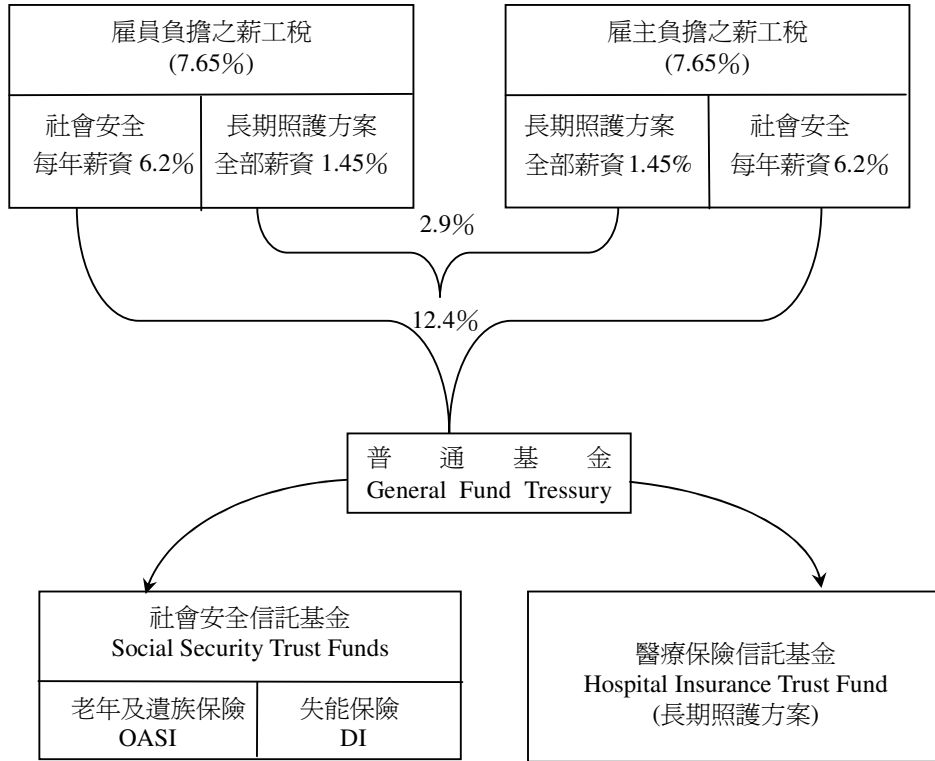 雇員負擔之薪工稅
(7.65%)
社會安全
每年薪資 6.2%
長期照護方案
全部薪資 1.45%
雇主負擔之薪工稅
(7.65%)
長期照護方案
全部薪資 1.45%
社會安全
每年薪資 6.2%
2.9%
12.4%
普通基金
General Fund Tressury
社會安全信託基金
Social Security Trust Funds
老年及遺族保險
OASI
失能保險
DI
醫療保險信託基金
Hospital Insurance Trust Fund
(長期照護方案)